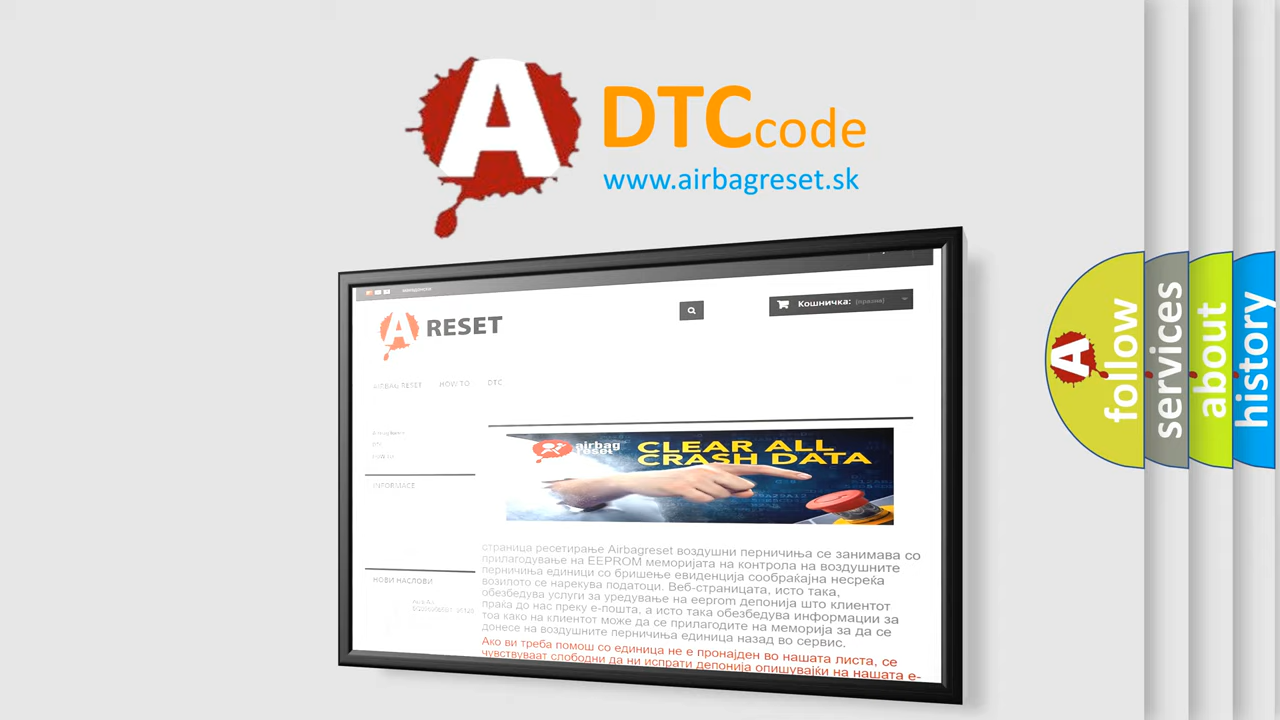 A
DTC code
www.airbagreset.sk
A RESET
Кошничка: (празна)
AIRBAG RESET HOW TO DTC
DTC
INFORMACE
airbag
reset
CLEAR ALL
CRASH DATA
страница ресетирање Airbagreset воздушни перничиња се занимава со
прилагодување на EEPROM меморијата на контрола на воздушните
перничиња единици со бришење евиденција сообраќајна несреќа
возилото се нарекува податоци. Веб-страницата, исто така,
обезбедува услуги за уредување на eeprom депонија што клиентот
праќа до нас преку е-пошта, а исто така обезбедува информации за
тоа како на клиентот може да се прилагодите на меморија за да се
донесе на воздушните перничиња единица назад во сервис.
Ако ви треба помош со единица не е пронајден во нашата листа, се
чувствуваат слободни да ни испрати депонија опишувајќи на нашата е-
НОВИ НАСЛОВИ
A
follow
services
about
history